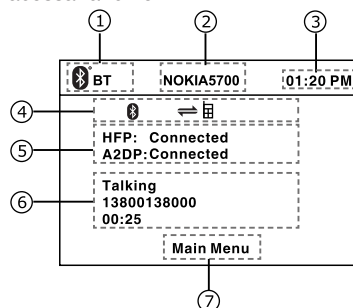 ① ② ③
BT NOKIA5700 01:20 PM
④
HFP: Connected
⑤
A2DP:Connected
Talking
⑥ 13800138000
00:25
Main Menu
⑦